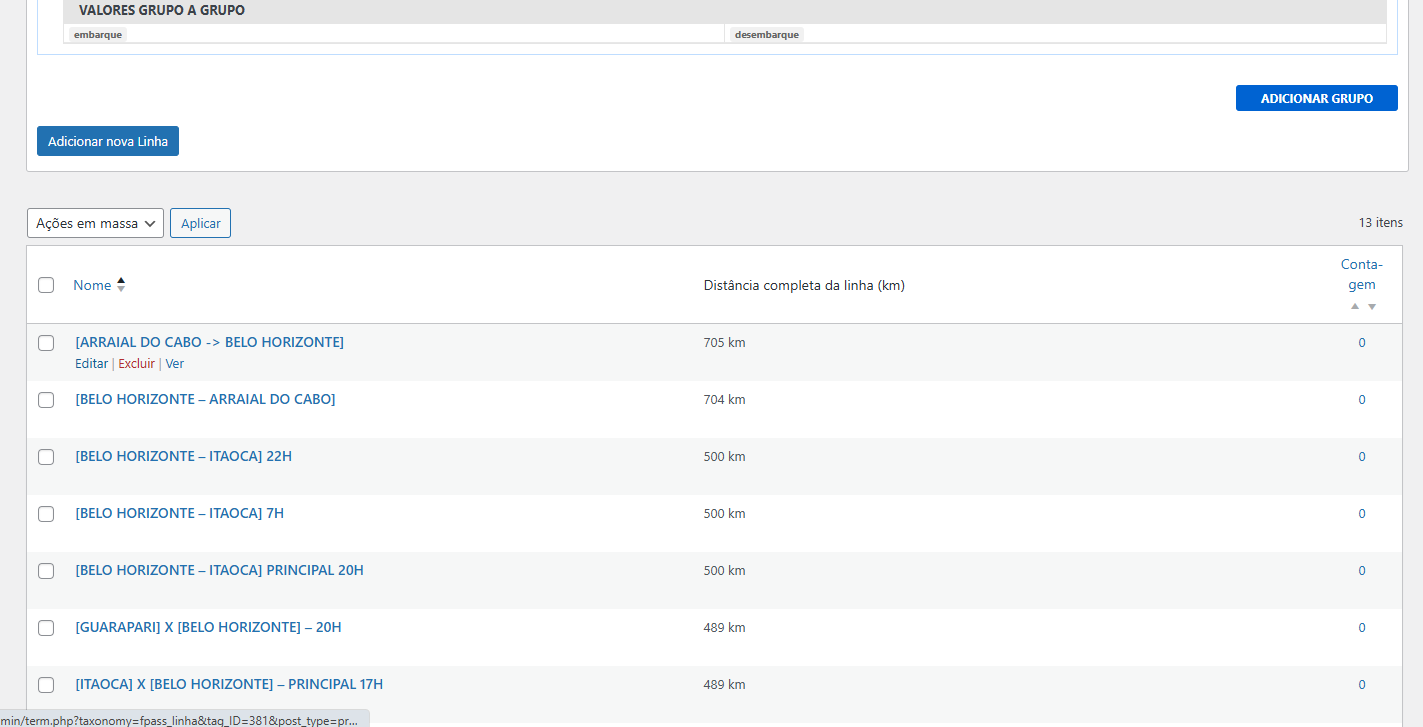 VALORES GRUPO A GRUPO
embarque desembarque
ADICIONAR GRUPO
Adicionar nova Linha
Ações em massa Aplicar 13 itens
Nome Distância completa da linha (km) Conta-
gem
[ARRAIAL DO CABO -> BELO HORIZONTE] 705 km 0
Editar | Excluir | Ver
[BELO HORIZONTE – ARRAIAL DO CABO] 704 km 0
[BELO HORIZONTE – ITAOCA] 22H 500 km 0
[BELO HORIZONTE – ITAOCA] 7H 500 km 0
[BELO HORIZONTE – ITAOCA] PRINCIPAL 20H 500 km 0
[GUARAPARI] X [BELO HORIZONTE] – 20H 489 km 0
[ITAOCA] X [BELO HORIZONTE] – PRINCIPAL 17H 489 km 0
min/term.php?taxonomy=fpass_linha&tag_ID=381&post_type=pr...